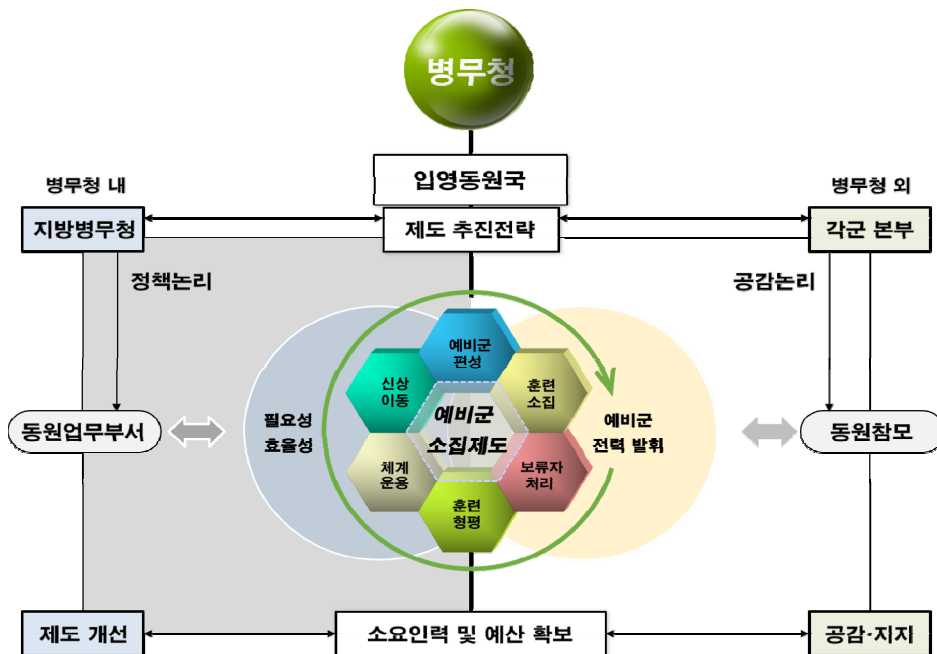 병무청
입영동원국
병무청 내
병무청 외
지방병무청
제도 추진전략
각군 본부
정책논리
공감논리
예비군
편성
신상
이동
훈련
소집
필요성
효율성
예비군
소집제도
예비군
전력 발휘
동원업무부서
동원참모
체계
운용
보류자
처리
훈련
형평
제도 개선
소요인력 및 예산 확보
공감·지지